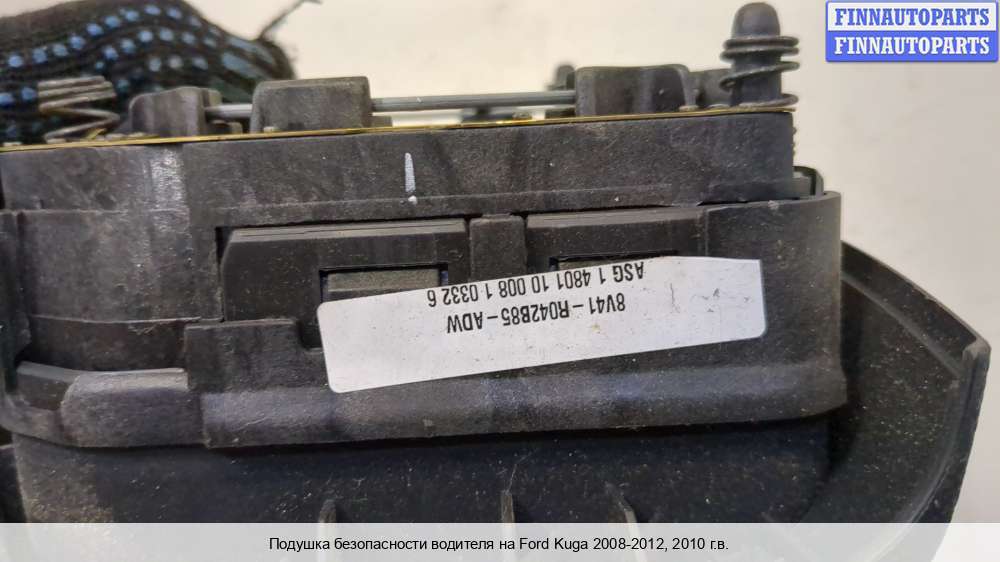 FINNAUTOPARTS
FINNAUTOPARTS
8V41-R042B85-ADW
ASG 1 4801 10 008 1 0332 6
Подушка безопасности водителя на Ford Kuga 2008-2012, 2010 г.в.